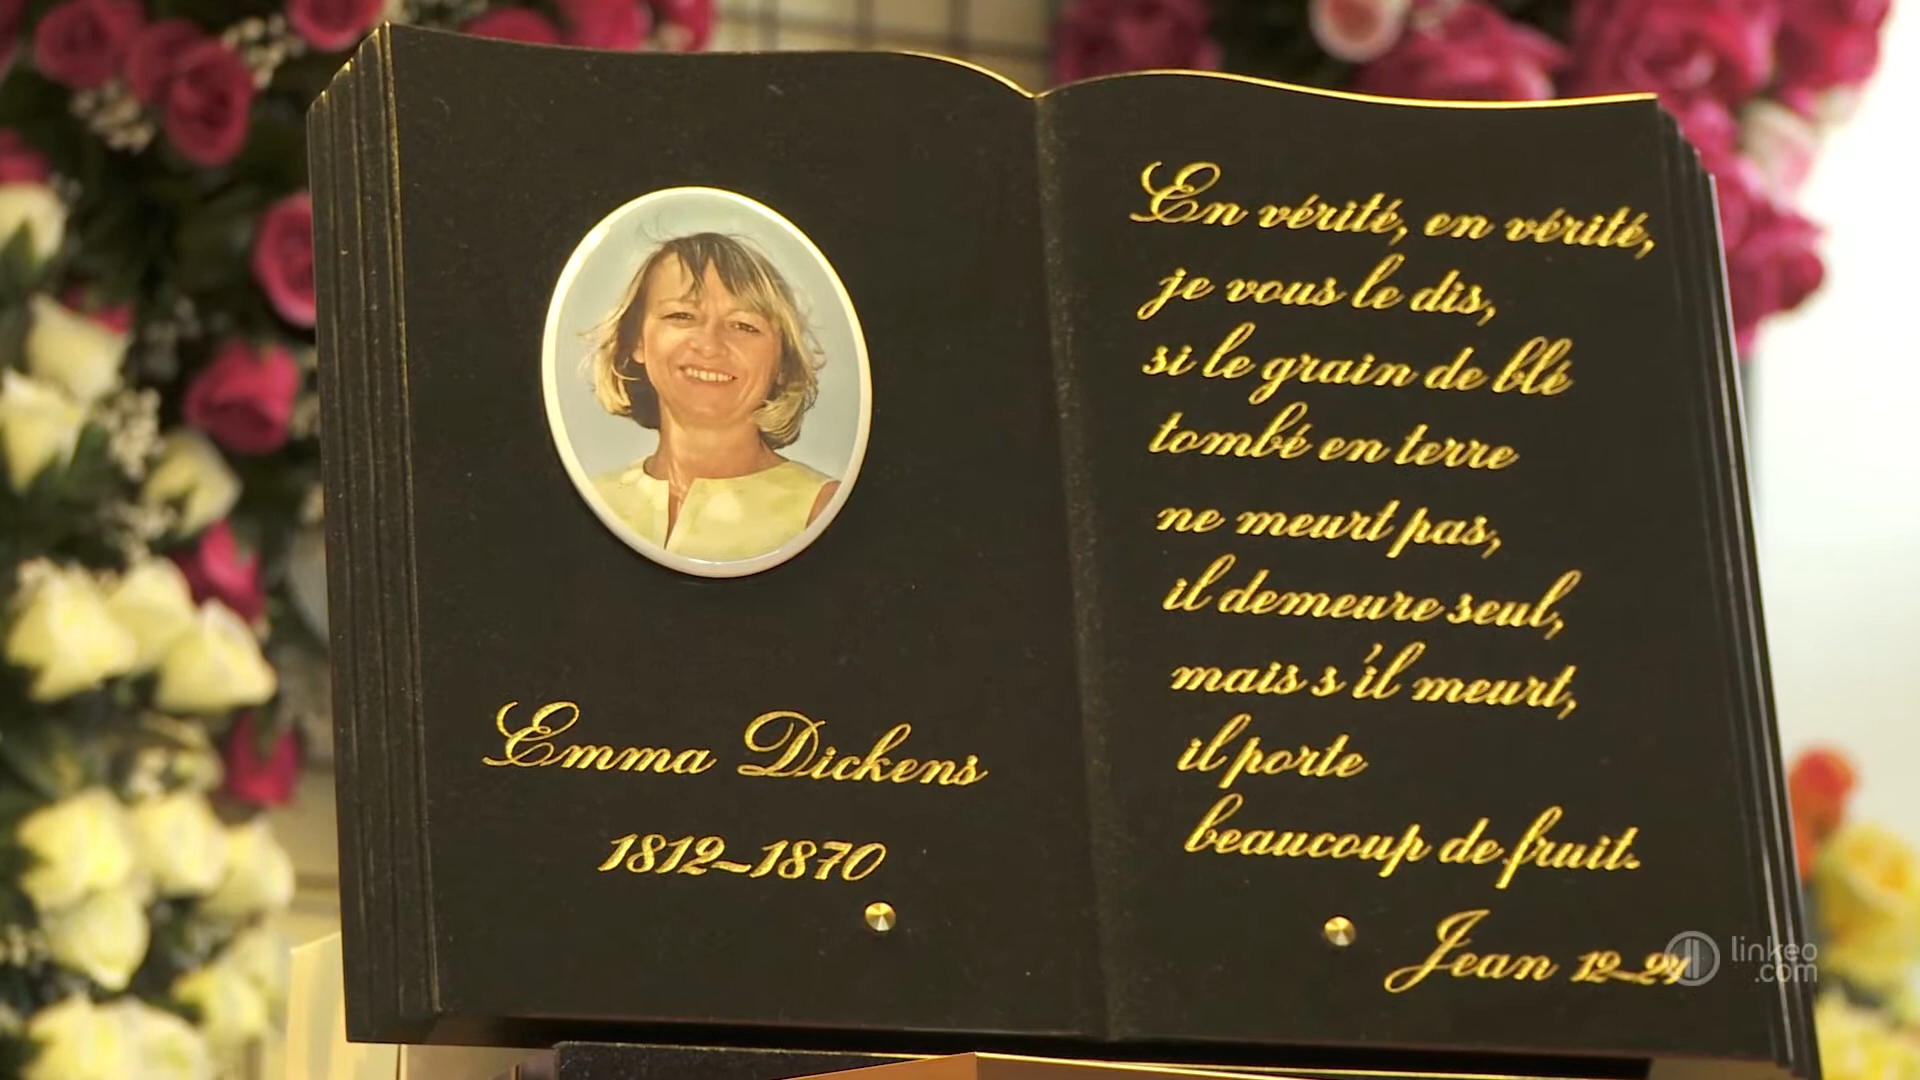 Emma Dickens
1812-1870
En vérité, en vérité,
je vous le dis,
si le grain de blé
tombé en terre
ne meurt pas,
il demeure seul,
mais s'il meurt,
il porte
beaucoup de fruit.
Jean 12-24
linkeo
.com